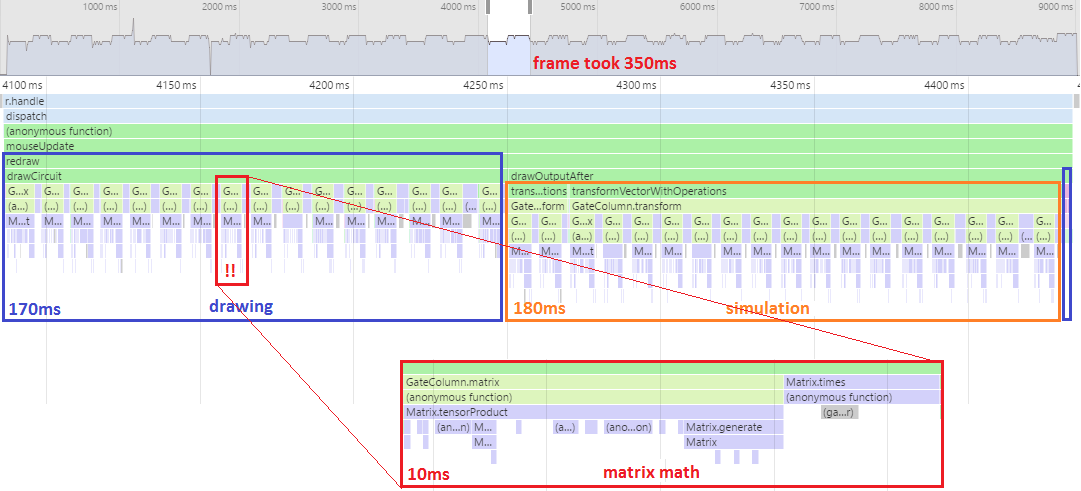 1000 ms 2000 ms 3000 ms 4000 ms 5000 ms 6000 ms 7000 ms 8000 ms 9000 ms
frame took 350ms
4100 ms 4150 ms 4200 ms 4250 ms 4300 ms 4350 ms 4400 ms 4
r.handle
dispatch
(anonymous function)
mouseUpdate
redraw
drawCircuit drawOutputAfter
G...x G... G... G... G... G... G... G... G... G... G... G... G... G... G... G... trans...tions transformVectorWithOperations
(a... (...) (...) (...) (...) (...) (...) (...) (...) (...) (...) (...) (...) (...) (...) (...) Gate...form GateColumn.transform
M...t M... M... M... M... M... M... M... M... M... M... M... M... M... M... G... G... G...x G... G... G... G... G... G... G... G... G... G... G... G... G... G...
(...) (...) (a... (...) (...) (...) (...) (...) (...) (...) (...) (...) (...) (...) (...) (... (...)
M... M... M...t M... M... M... M... M... M... M... M... M... M... M... M... M...
!!
170ms drawing 180ms simulation
GateColumn.matrix Matrix.times
(anonymous function) (anonymous function)
Matrix.tensorProduct (ga...r)
(an...n) M... (a...) (ano...on) Matrix.generate
M... Matrix
10ms matrix math